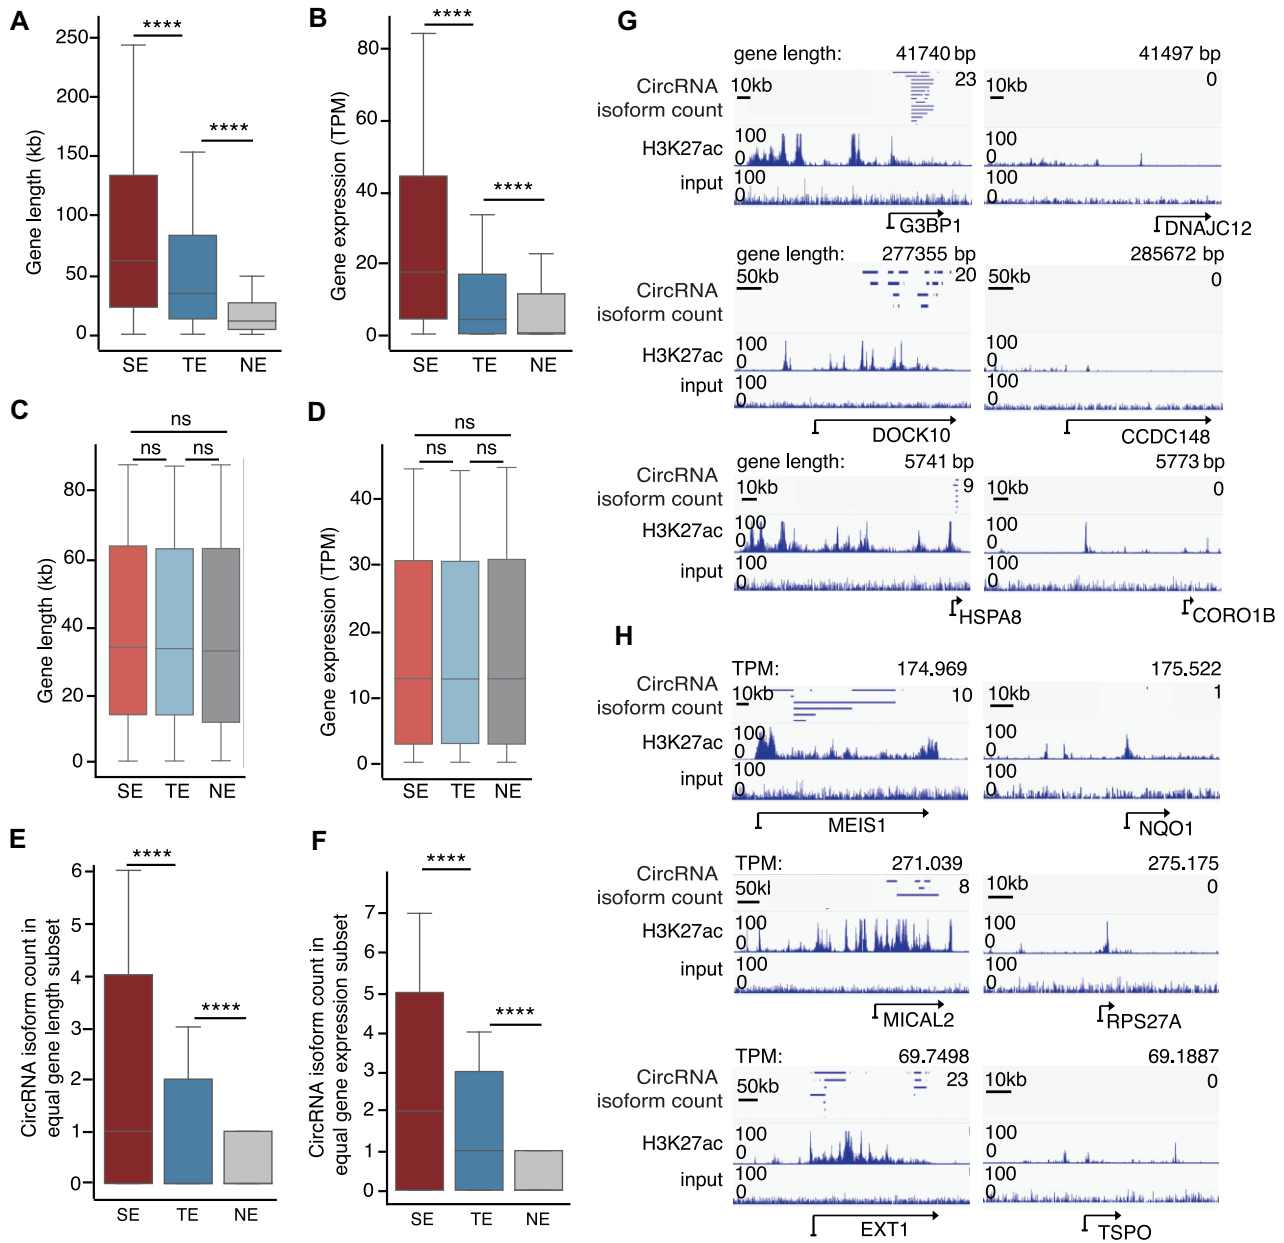 A
****
****
Gene length (kb)
250
200
150
100
50
0
SE TE NE
B
****
****
Gene expression (TPM)
80
60
40
20
0
SE TE NE
C
ns
ns ns
Gene length (kb)
80
60
40
20
0
SE TE NE
D
ns
ns ns
Gene expression (TPM)
40
30
20
10
0
SE TE NE
E
****
****
CircRNA isoform count in
equal gene length subset
6
5
4
3
2
1
0
SE TE NE
F
****
****
CircRNA isoform count in
equal gene expression subset
7
6
5
4
3
2
1
0
SE TE NE
G
gene length: 41740 bp 41497 bp
CircRNA
isoform count
10kb 23 10kb 0
H3K27ac 100 0 100 0
input 100 0 100 0
G3BP1 DNAJC12
gene length: 277355 bp 285672 bp
CircRNA
isoform count
50kb 20 50kb 0
H3K27ac 100 0 100 0
input 100 0 100 0
DOCK10 CCDC148
gene length: 5741 bp 5773 bp
CircRNA
isoform count
10kb 9 10kb 0
H3K27ac 100 0 100 0
input 100 0 100 0
HSPA8 CORO1B
H
TPM: 174.969 175.522
CircRNA
isoform count
10kb 10 10kb 1
H3K27ac 100 0 100 0
input 100 0 100 0
MEIS1 NQO1
TPM: 271.039 275.175
CircRNA
isoform count
50kl 8 10kb 0
H3K27ac 100 0 100 0
input 100 0 100 0
MICAL2 RPS27A
TPM: 69.7498 69.1887
CircRNA
isoform count
50kb 23 10kb 0
H3K27ac 100 0 100 0
input 100 0 100 0
EXT1 TSPO